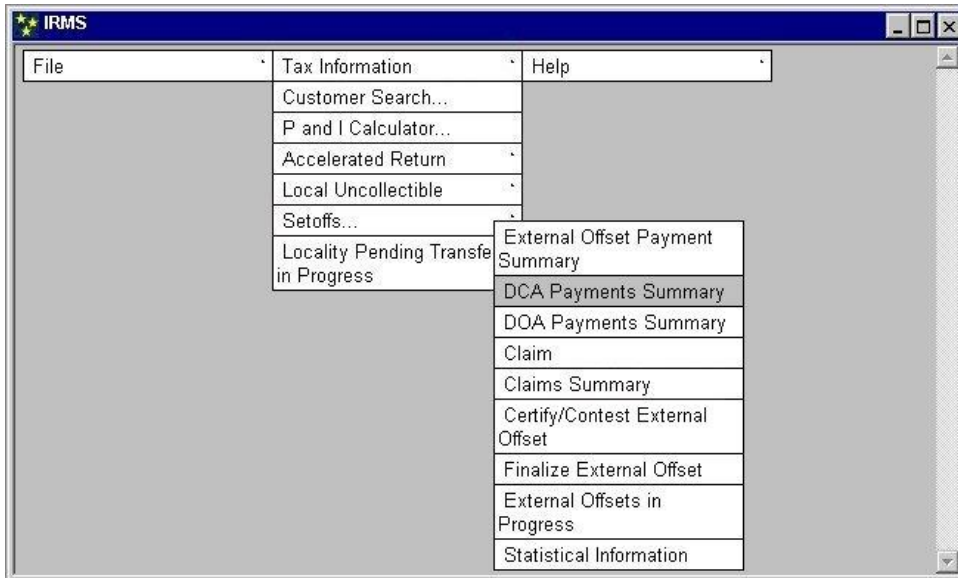 IRMS
File Tax Information Help
Customer Search...
P and I Calculator...
Accelerated Return
Local Uncollectible
Setoffs...
Locality Pending Transfe
in Progress
External Offset Payment
Summary
DCA Payments Summary
DOA Payments Summary
Claim
Claims Summary
Certify/Contest External
Offset
Finalize External Offset
External Offsets in
Progress
Statistical Information